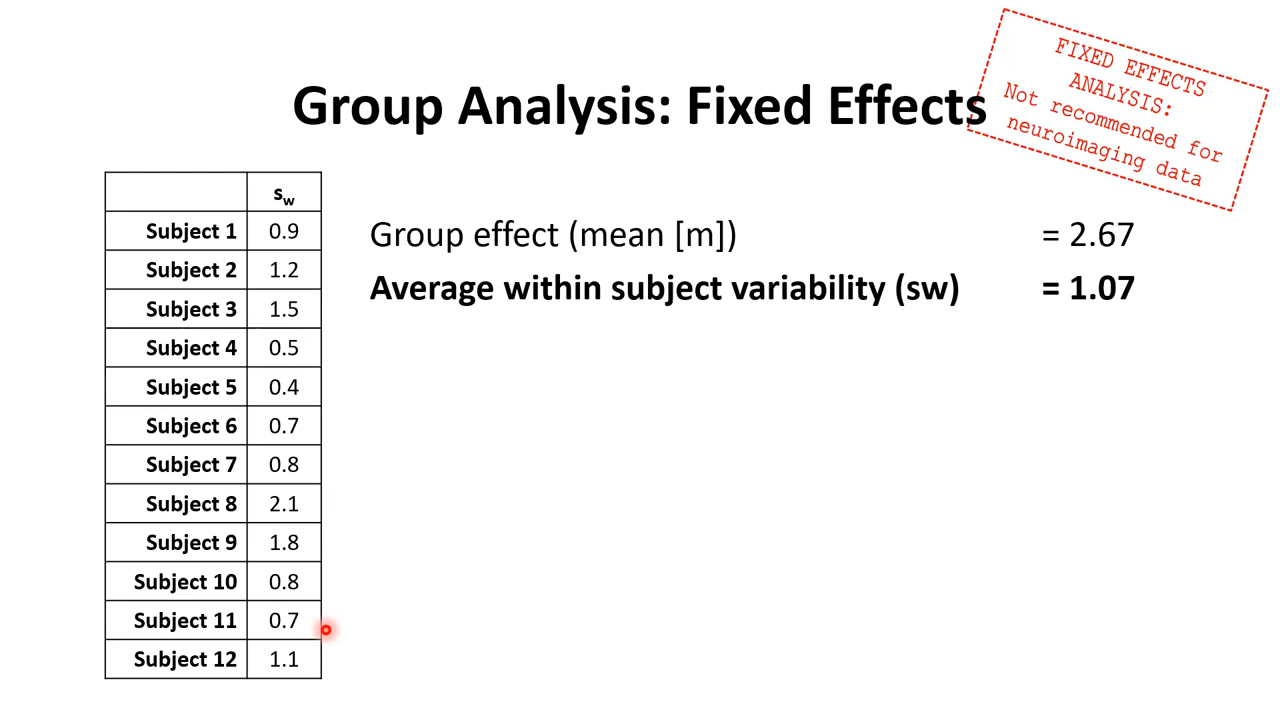 Group Analysis: Fixed Effects
FIXED EFFECTS
ANALYSIS:
Not recommended for
neuroimaging data
s_w
Subject 1 0.9
Subject 2 1.2
Subject 3 1.5
Subject 4 0.5
Subject 5 0.4
Subject 6 0.7
Subject 7 0.8
Subject 8 2.1
Subject 9 1.8
Subject 10 0.8
Subject 11 0.7
Subject 12 1.1
Group effect (mean [m]) = 2.67
Average within subject variability (sw) = 1.07